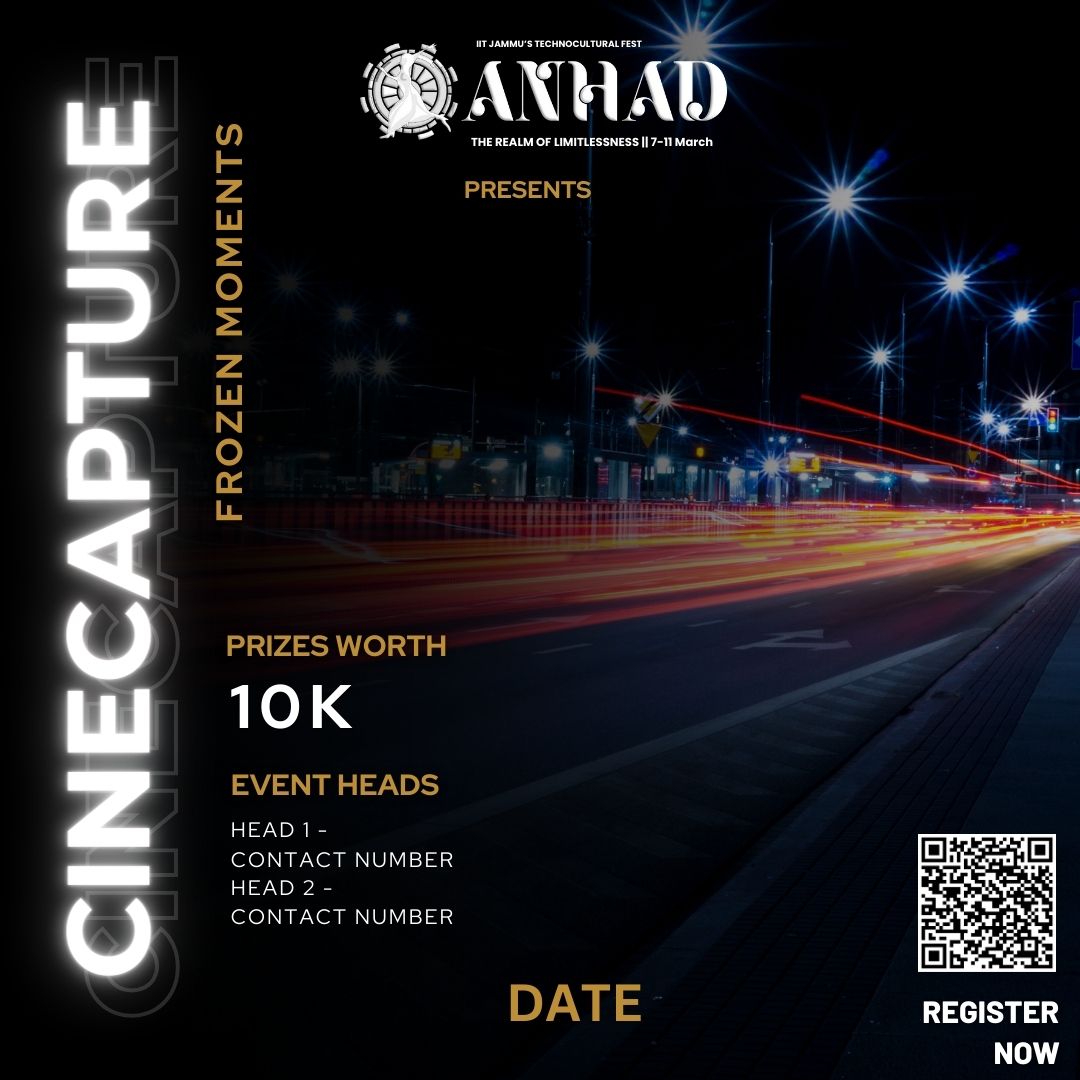 IIT JAMMU'S TECHNOCULTURAL FEST
ANHAD
THE REALM OF LIMITLESSNESS || 7-11 March
PRESENTS
CINECAPTURE
FROZEN MOMENTS
PRIZES WORTH
10K
EVENT HEADS
HEAD 1 -
CONTACT NUMBER
HEAD 2 -
CONTACT NUMBER
DATE
REGISTER
NOW